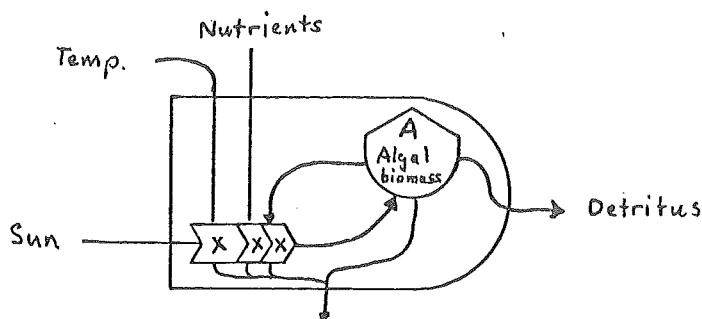 Nutrients
Temp.
A
Algal
biomass
Sun
X X X
Detritus